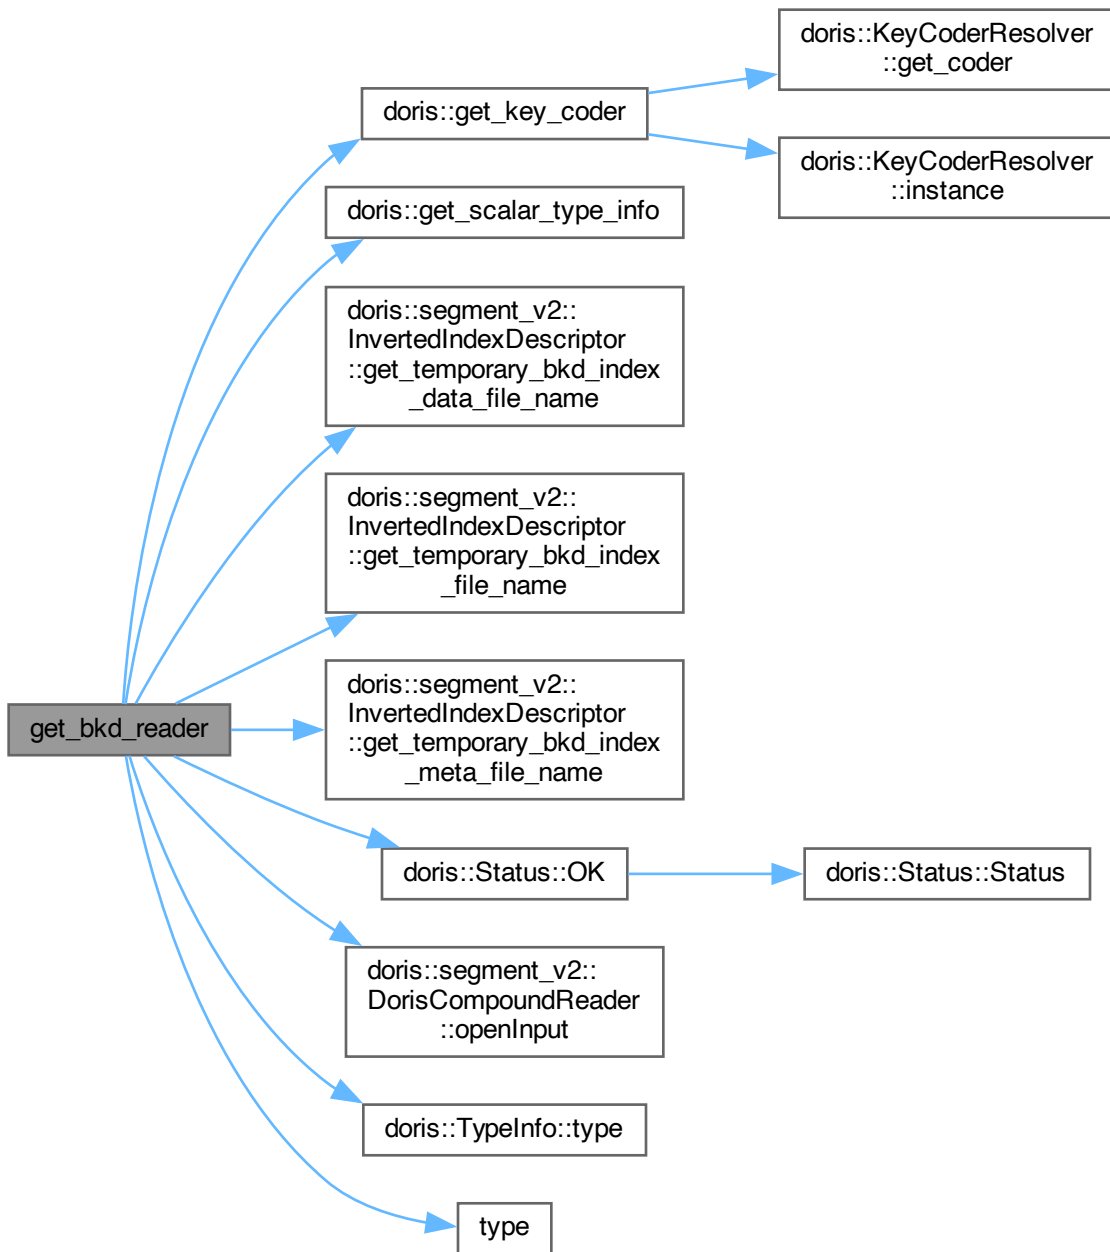 doris::KeyCoderResolver
::get_coder
doris::get_key_coder
doris::KeyCoderResolver
::instance
doris::get_scalar_type_info
doris::segment_v2::
InvertedIndexDescriptor
::get_temporary_bkd_index
_data_file_name
doris::segment_v2::
InvertedIndexDescriptor
::get_temporary_bkd_index
_file_name
doris::segment_v2::
InvertedIndexDescriptor
::get_temporary_bkd_index
_meta_file_name
get_bkd_reader
doris::Status::OK
doris::Status::Status
doris::segment_v2::
DorisCompoundReader
::openInput
doris::TypeInfo::type
type